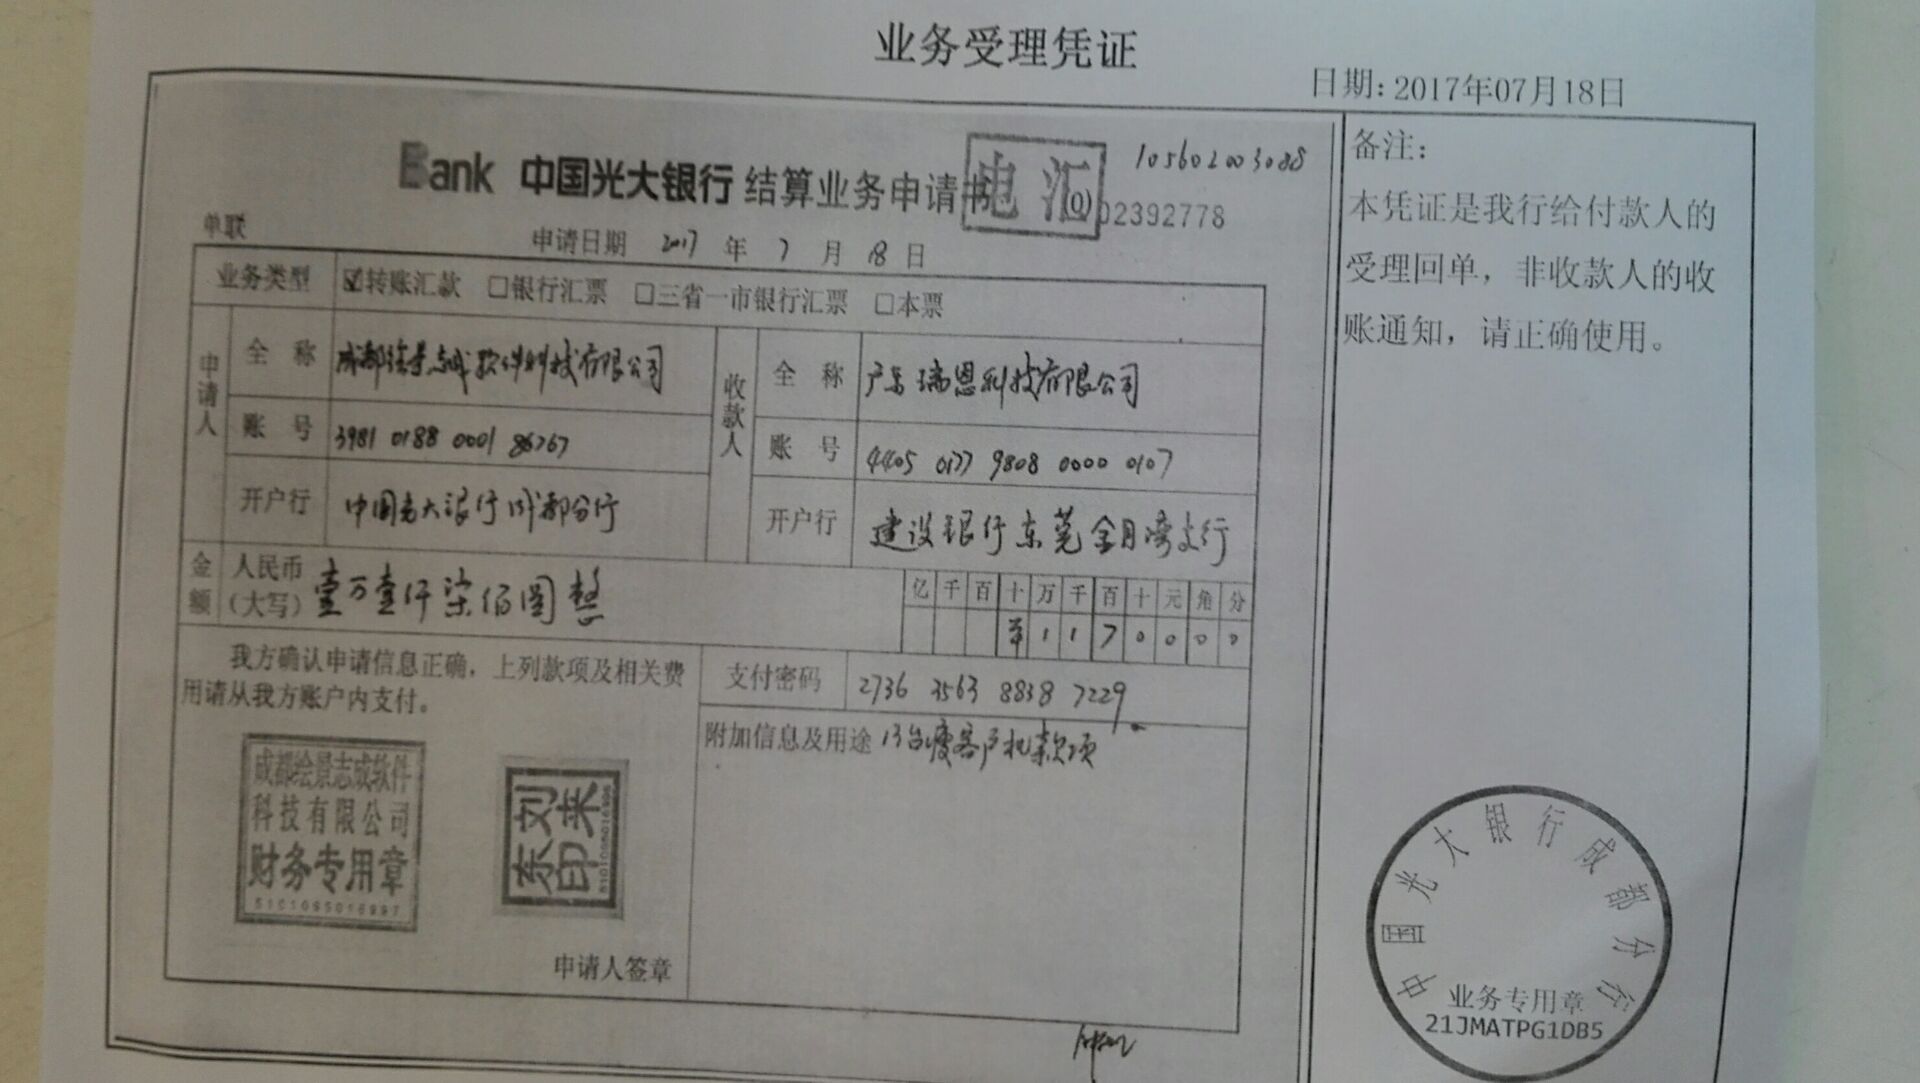 业务受理凭证
日期: 2017年07月18日
Bank 中国光大银行 结算业务申请书
电汇
105602003088
(0)
02392778
单联
申请日期 2017 年 7 月 18 日
业务类型 ☑转账汇款 □银行汇票 □三省一市银行汇票 □本票
申请人
全 称 成都绘景志成软件科技有限公司
账 号 3981 0188 0001 86767
开户行 中国光大银行成都分行
收款人
全 称 广东瑞恩科技有限公司
账 号 4405 0177 9808 0000 0107
开户行 建设银行东莞金月湾支行
金额 人民币(大写) 壹万壹仟柒佰圆整
亿 千 百 十 万 千 百 十 元 角 分
¥ 1 1 7 0 0 0 0
我方确认申请信息正确，上列款项及相关费
用请从我方账户内支付。
支付密码 2736 3563 8838 7229
附加信息及用途 13台瘦客户机款项
成都绘景志成软件
科技有限公司
财务专用章
5101095016997
刘来东印
申请人签章
备注:
本凭证是我行给付款人的
受理回单，非收款人的收
账通知，请正确使用。
中国光大银行成都分行
业务专用章
21JMATPG1DB5